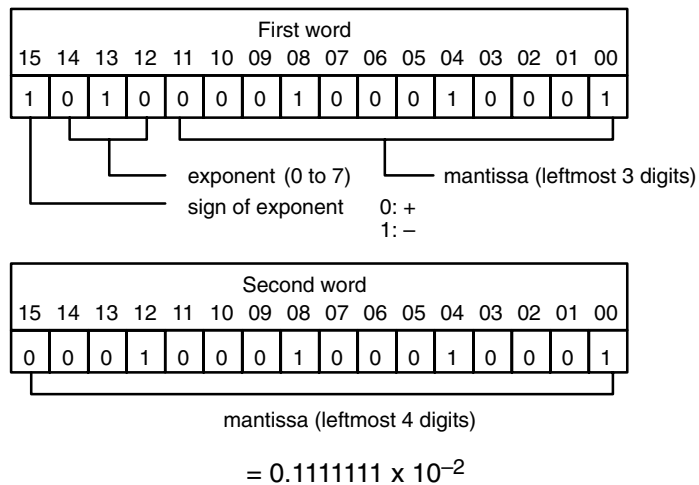 First word
15 14 13 12 11 10 09 08 07 06 05 04 03 02 01 00
1 0 1 0 0 0 0 1 0 0 0 1 0 0 0 1
exponent (0 to 7)
mantissa (leftmost 3 digits)
sign of exponent 0: +
1: –
Second word
15 14 13 12 11 10 09 08 07 06 05 04 03 02 01 00
0 0 0 1 0 0 0 1 0 0 0 1 0 0 0 1
mantissa (leftmost 4 digits)
= 0.1111111 x 10⁻²